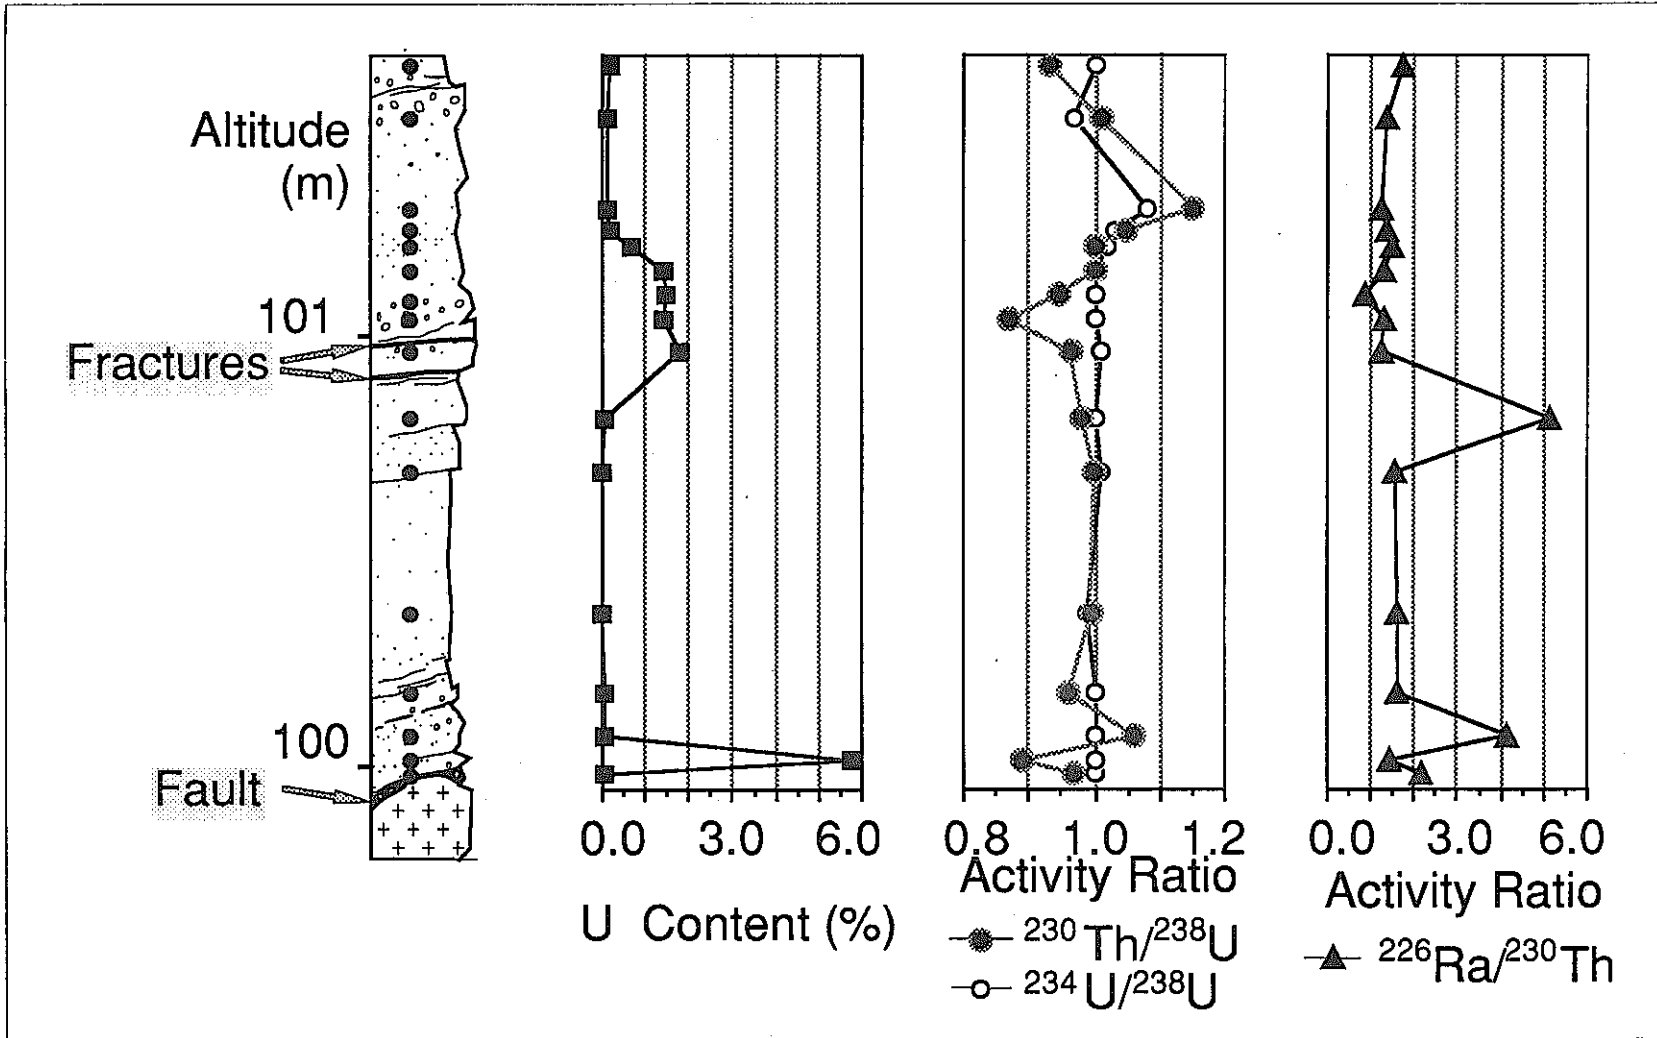 Altitude
(m)
101
Fractures
100
Fault
0.0 3.0 6.0
U Content (%)
0.8 1.0 1.2
Activity Ratio
230Th/238U
234U/238U
0.0 3.0 6.0
Activity Ratio
226Ra/230Th